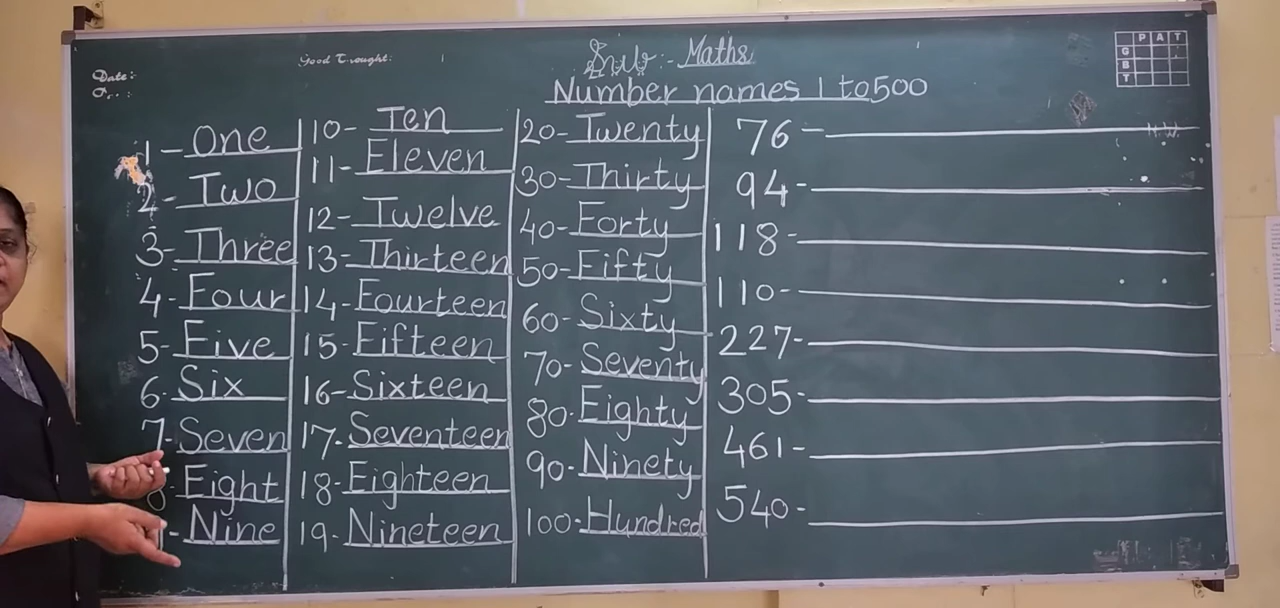 Good Thought:
Date:-
Sub:- Maths
P A T
G
B
T
Number names 1 to 500
1 - One
2 - Two
3 - Three
4 - Four
5 - Five
6 - Six
7 - Seven
8 - Eight
9 - Nine
10 - Ten
11 - Eleven
12 - Twelve
13 - Thirteen
14 - Fourteen
15 - Fifteen
16 - Sixteen
17 - Seventeen
18 - Eighteen
19 - Nineteen
20 - Twenty
30 - Thirty
40 - Forty
50 - Fifty
60 - Sixty
70 - Seventy
80 - Eighty
90 - Ninety
100 - Hundred
76 -
94 -
118 -
110 -
227 -
305 -
461 -
540 -
H.W.